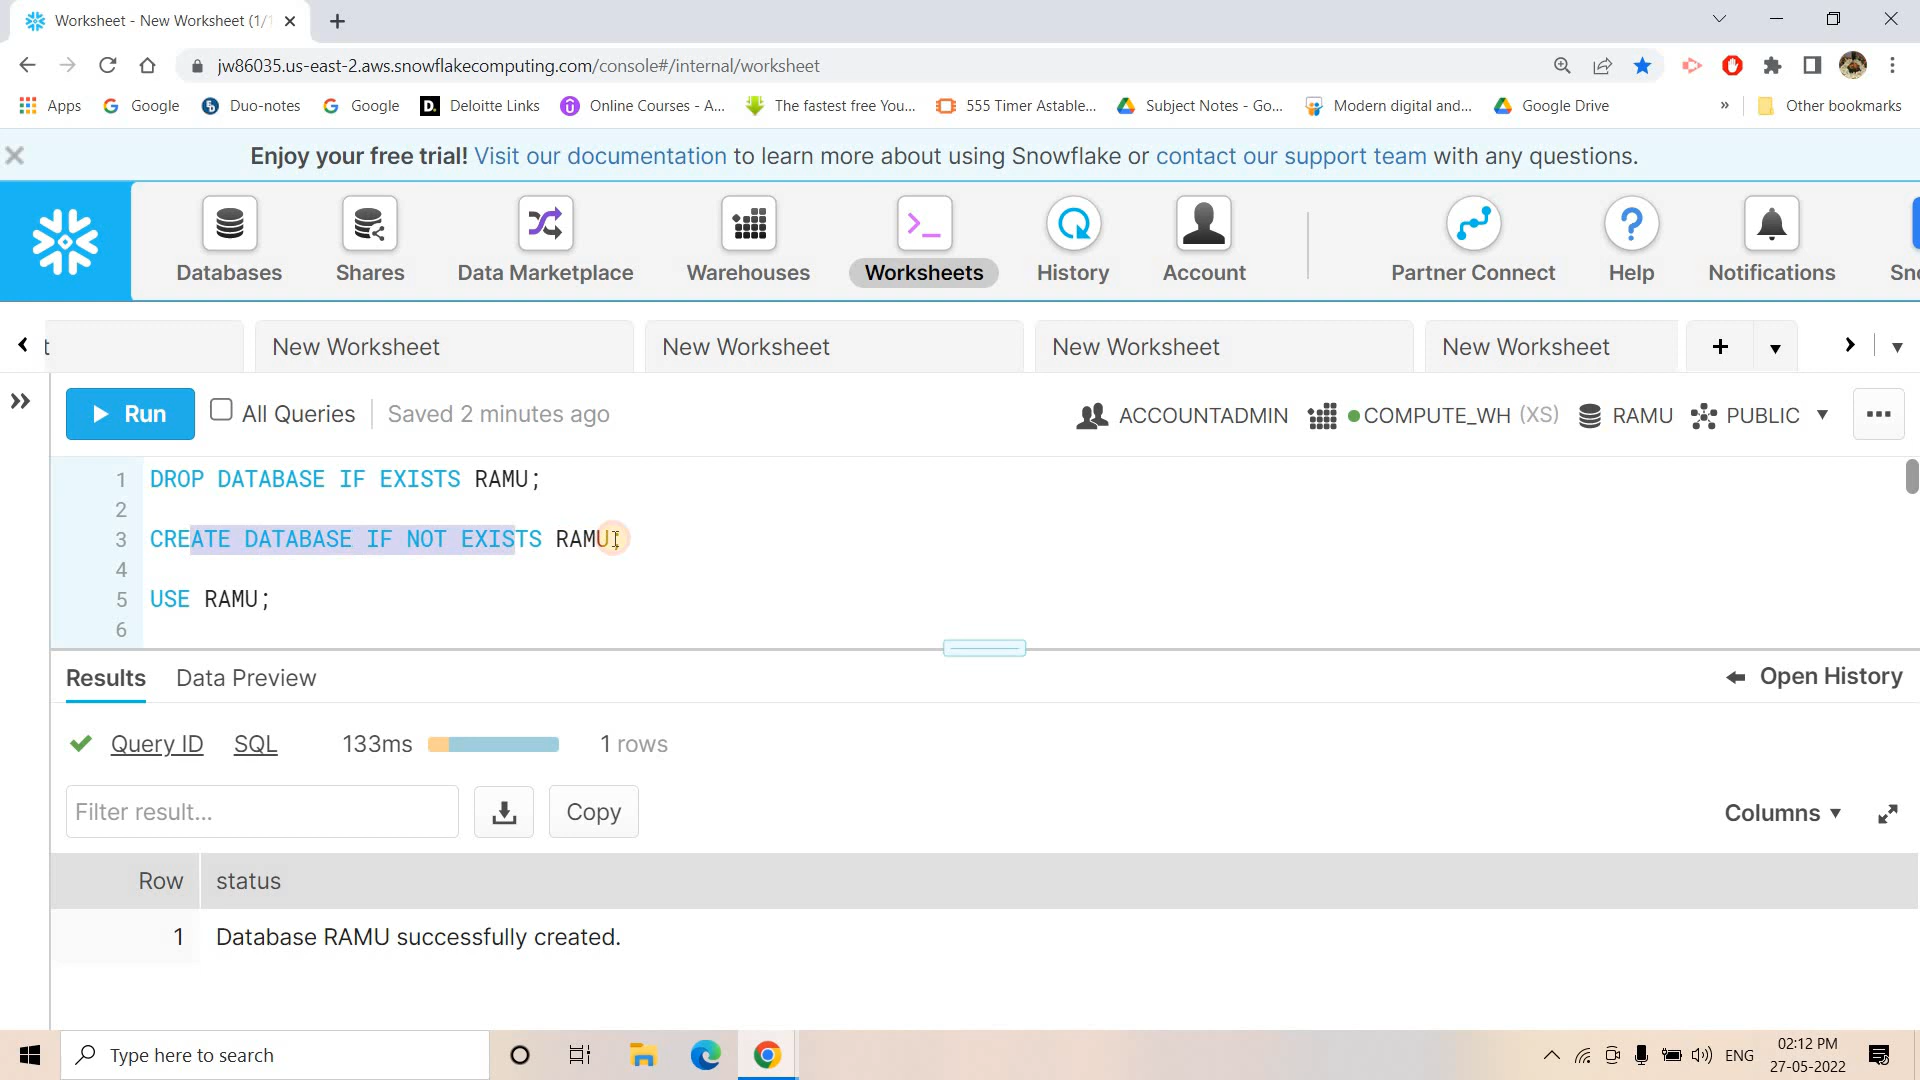 Worksheet - New Worksheet (1/1
jw86035.us-east-2.aws.snowflakecomputing.com/console#/internal/worksheet
Apps Google Duo-notes Google D. Deloitte Links Online Courses - A... The fastest free You... 555 Timer Astable... Subject Notes - Go... Modern digital and... Google Drive » Other bookmarks
Enjoy your free trial! Visit our documentation to learn more about using Snowflake or contact our support team with any questions.
Databases Shares Data Marketplace Warehouses Worksheets History Account Partner Connect Help Notifications Sno
t New Worksheet New Worksheet New Worksheet New Worksheet
Run All Queries Saved 2 minutes ago ACCOUNTADMIN COMPUTE_WH (XS) RAMU PUBLIC
1 DROP DATABASE IF EXISTS RAMU;
2
3 CREATE DATABASE IF NOT EXISTS RAMU;
4
5 USE RAMU;
6
Results Data Preview Open History
Query ID SQL 133ms 1 rows
Filter result... Copy Columns
Row status
1 Database RAMU successfully created.
Type here to search ENG 02:12 PM
27-05-2022